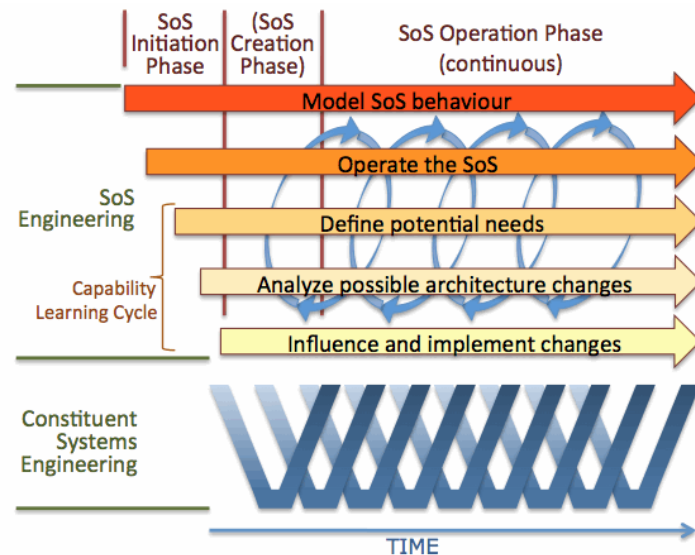 SoS
Initiation
Phase
(SoS
Creation
Phase)
SoS Operation Phase
(continuous)
Model SoS behaviour
Operate the SoS
SoS
Engineering
Define potential needs
Capability
Learning Cycle
Analyze possible architecture changes
Influence and implement changes
Constituent
Systems
Engineering
TIME